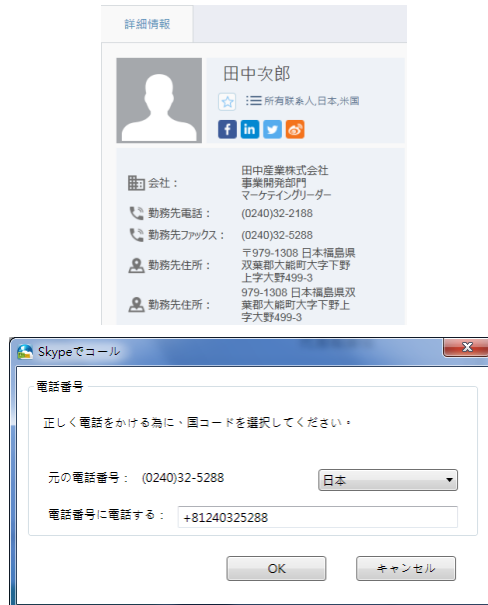 詳細情報
田中次郎
所有联系人,日本,米国
会社：
田中産業株式会社
事業開発部門
マーケテイングリーダー
勤務先電話：
(0240)32-2188
勤務先ファックス：
(0240)32-5288
勤務先住所：
〒979-1308 日本福島県
双葉郡大能町大字下野
上字大野499-3
勤務先住所：
979-1308 日本福島県双
葉郡大能町大字下野上
字大野499-3
Skypeでコール
電話番号
正しく電話をかける為に、国コードを選択してください。
元の電話番号： (0240)32-5288
日本
電話番号に電話する： +81240325288
OK
キャンセル